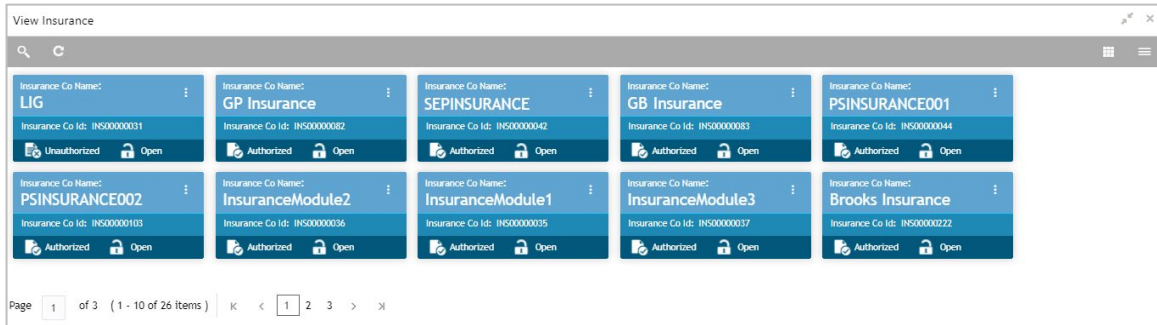 View Insurance
Insurance Co Name: Insurance Co Name: Insurance Co Name: Insurance Co Name: Insurance Co Name:
LIG GP Insurance SEPINSURANCE GB Insurance PSINSURANCE001
Insurance Co Id: INS00000031 Insurance Co Id: INS00000082 Insurance Co Id: INS00000042 Insurance Co Id: INS00000083 Insurance Co Id: INS00000044
Unauthorized Open Authorized Open Authorized Open Authorized Open Authorized Open
Insurance Co Name: Insurance Co Name: Insurance Co Name: Insurance Co Name: Insurance Co Name:
PSINSURANCE002 InsuranceModule2 InsuranceModule1 InsuranceModule3 Brooks Insurance
Insurance Co Id: INS00000103 Insurance Co Id: INS00000036 Insurance Co Id: INS00000035 Insurance Co Id: INS00000037 Insurance Co Id: INS00000222
Authorized Open Authorized Open Authorized Open Authorized Open Authorized Open
Page 1 of 3 ( 1 - 10 of 26 items ) 1 2 3